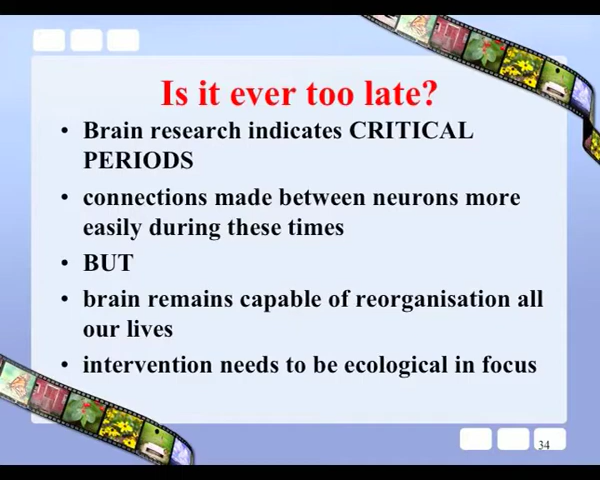 Is it ever too late?
• Brain research indicates CRITICAL
PERIODS
• connections made between neurons more
easily during these times
• BUT
• brain remains capable of reorganisation all
our lives
• intervention needs to be ecological in focus
34